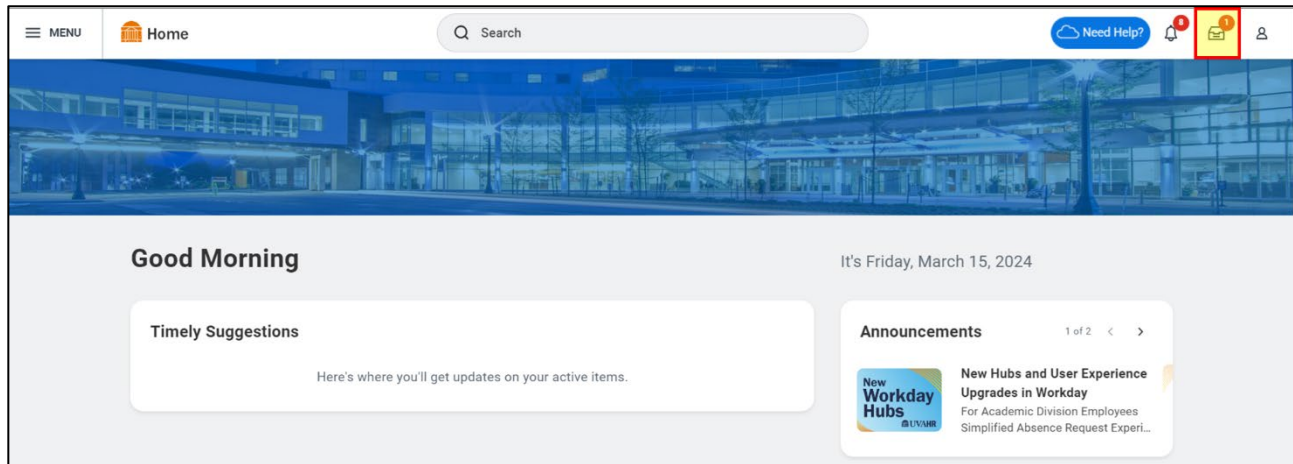 MENU
Home
Search
Need Help?
8
1
Good Morning
It's Friday, March 15, 2024
Timely Suggestions
Here's where you'll get updates on your active items.
Announcements
1 of 2
New
Workday
Hubs
UVAHR
New Hubs and User Experience
Upgrades in Workday
For Academic Division Employees
Simplified Absence Request Experi...